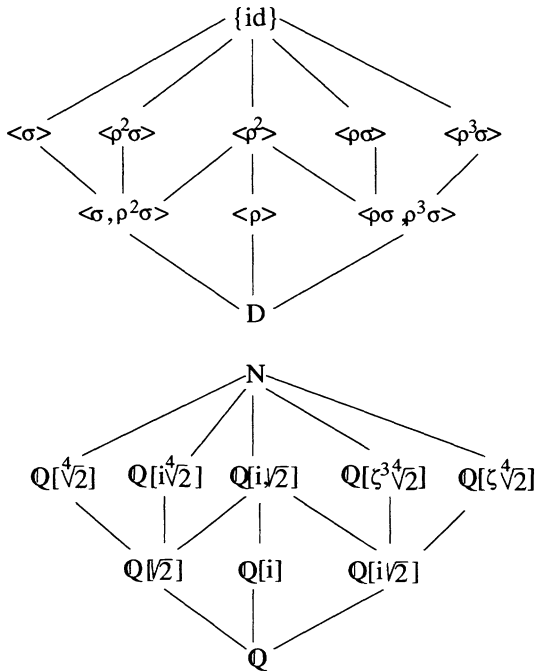 {id}
<σ> <ρ²σ> <ρ²> <ρσ> <ρ³σ>
<σ, ρ²σ> <ρ> <ρσ, ρ³σ>
D
N
ℚ[∜2] ℚ[i∜2] ℚ[i,√2] ℚ[ζ³∜2] ℚ[ζ∜2]
ℚ[√2] ℚ[i] ℚ[i√2]
ℚ